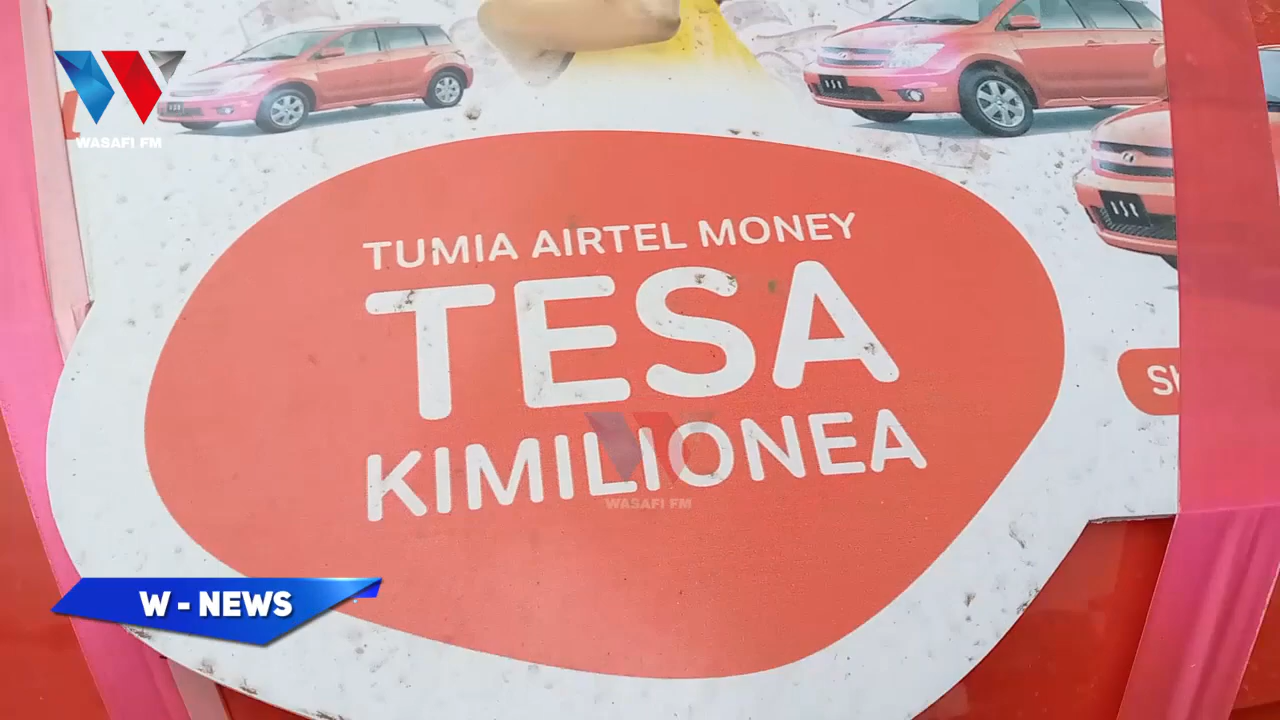 WASAFI FM
TUMIA AIRTEL MONEY
TESA
KIMILIONEA
WASAFI FM
W - NEWS